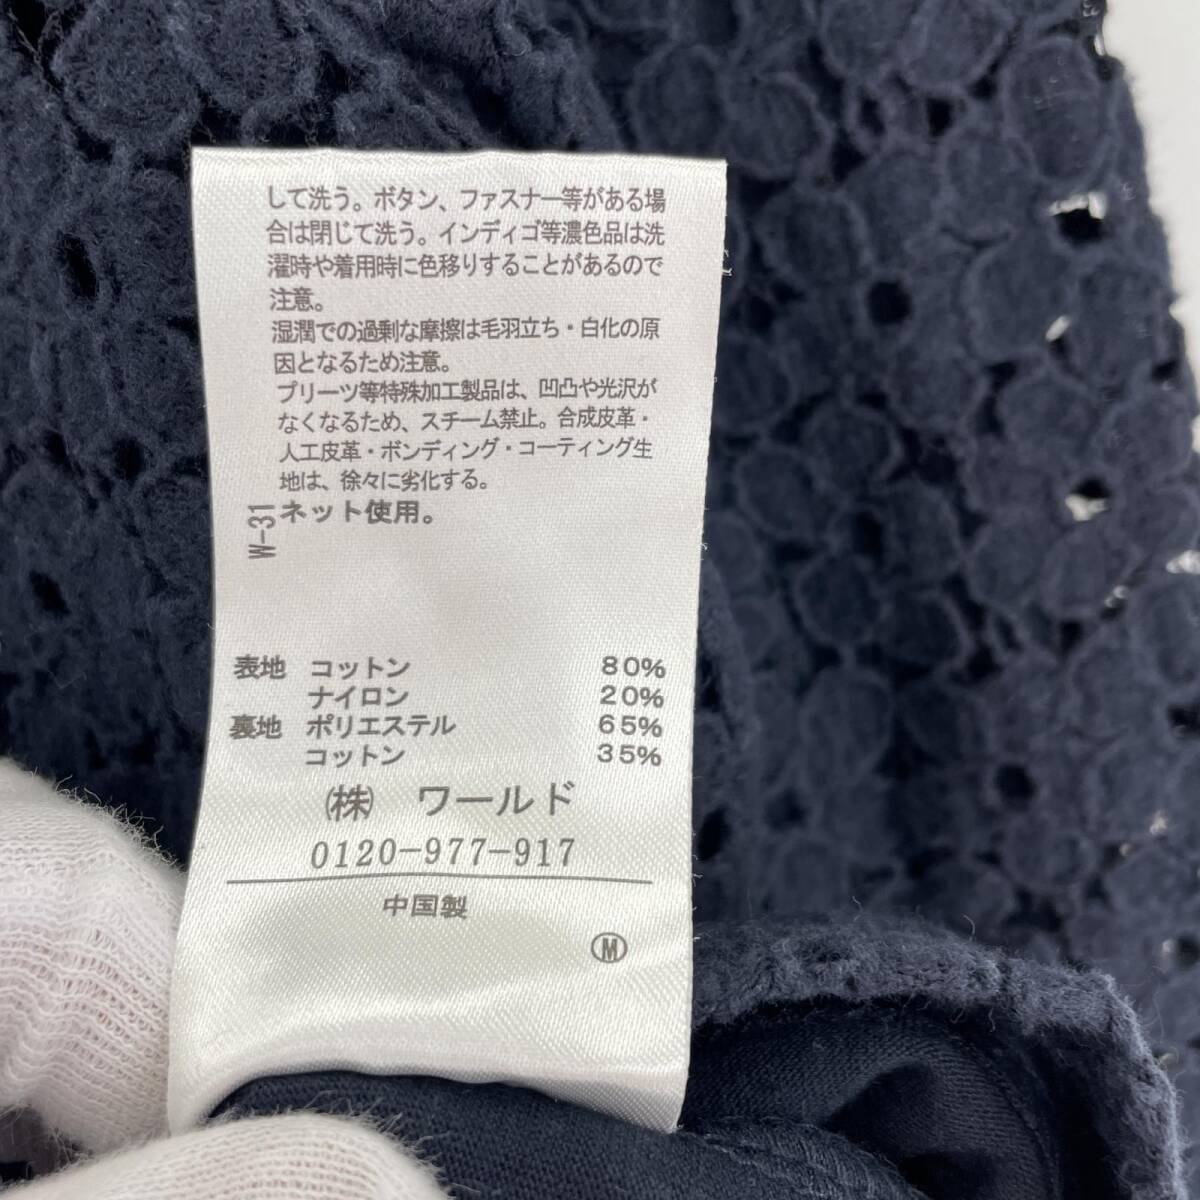 して洗う。ボタン、ファスナー等がある場
合は閉じて洗う。インディゴ等濃色品は洗
濯時や着用時に色移りすることがあるので
注意。
湿潤での過剰な摩擦は毛羽立ち・白化の原
因となるため注意。
プリーツ等特殊加工製品は、凹凸や光沢が
なくなるため、スチーム禁止。合成皮革・
人工皮革・ボンディング・コーティング生
地は、徐々に劣化する。
ネット使用。
W-31
表地 コットン 80%
ナイロン 20%
裏地 ポリエステル 65%
コットン 35%
㈱ ワールド
0120-977-917
中国製
Ⓜ